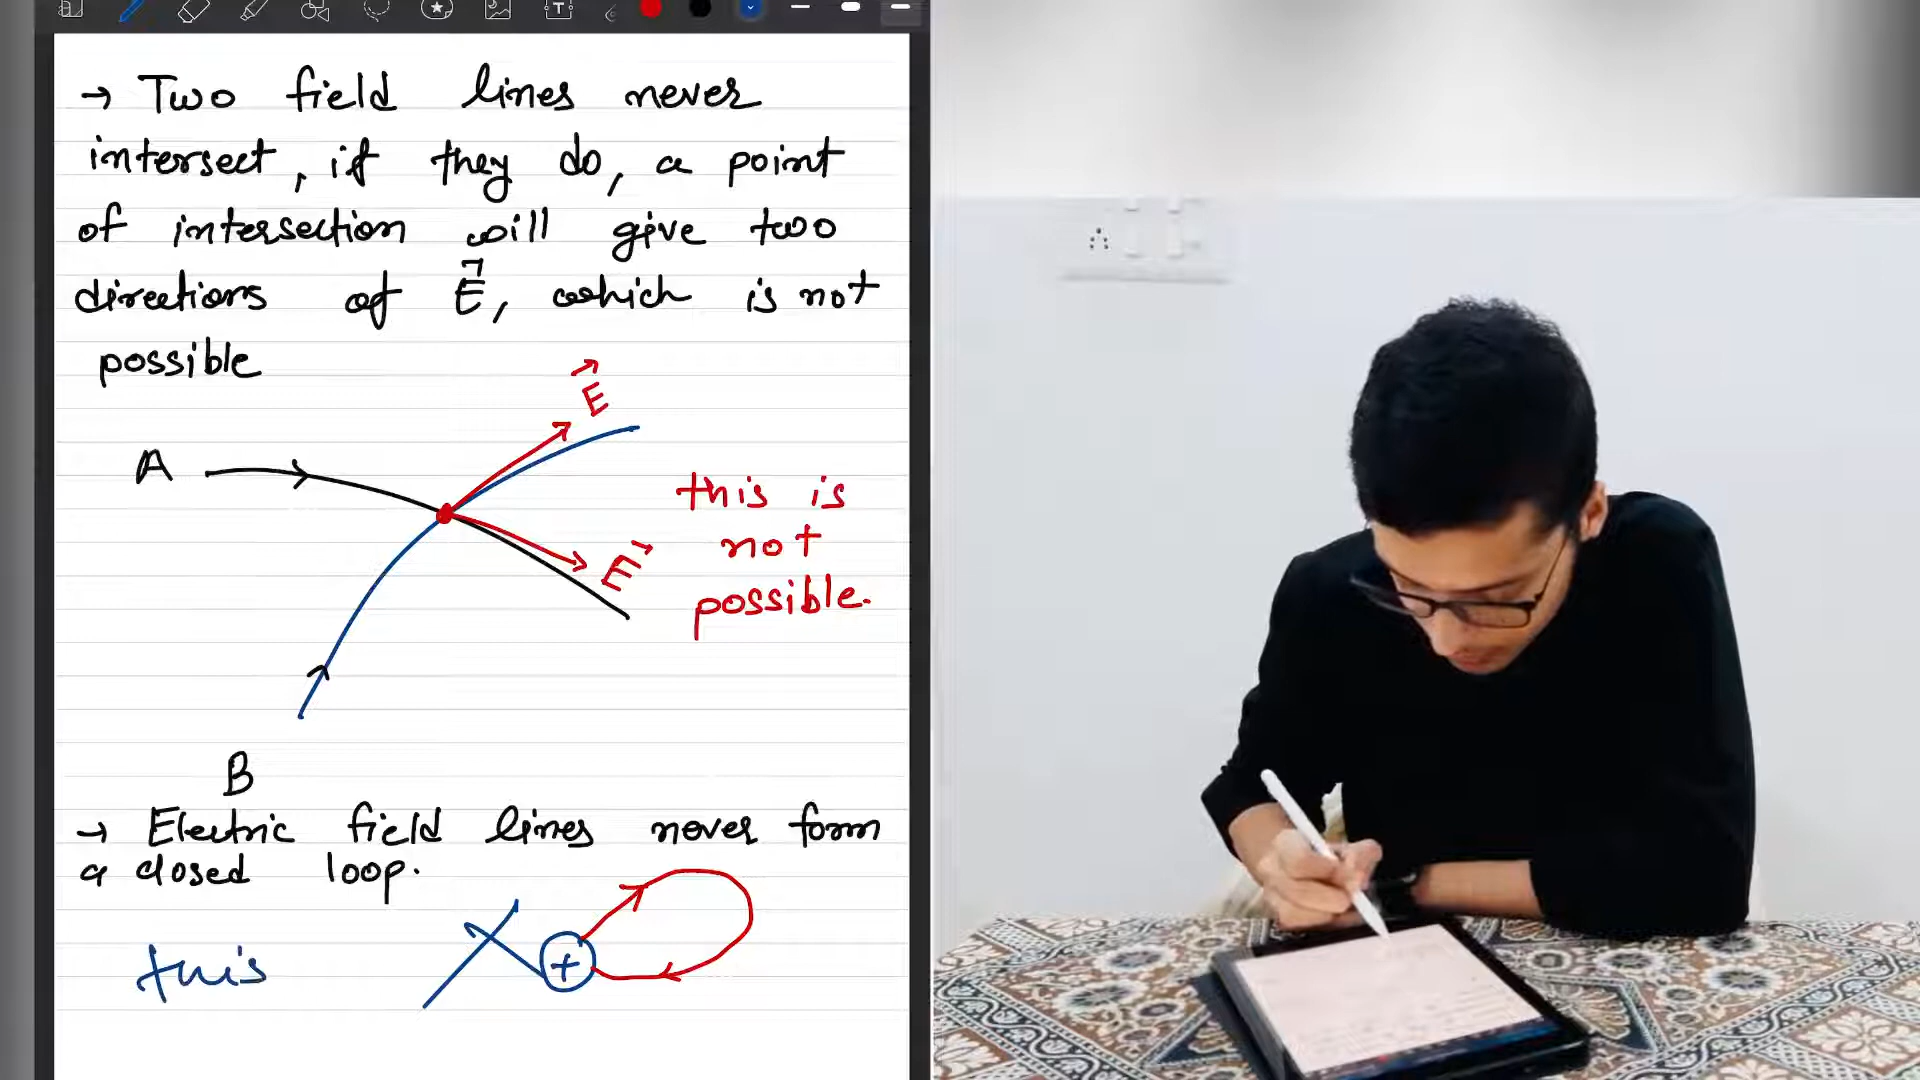 → Two field lines never
intersect, if they do, a point
of intersection will give two
directions of E⃗, which is not
possible
E⃗
A
this is
not
E⃗
possible.
B
→ Electric field lines never form
a closed loop.
+
this